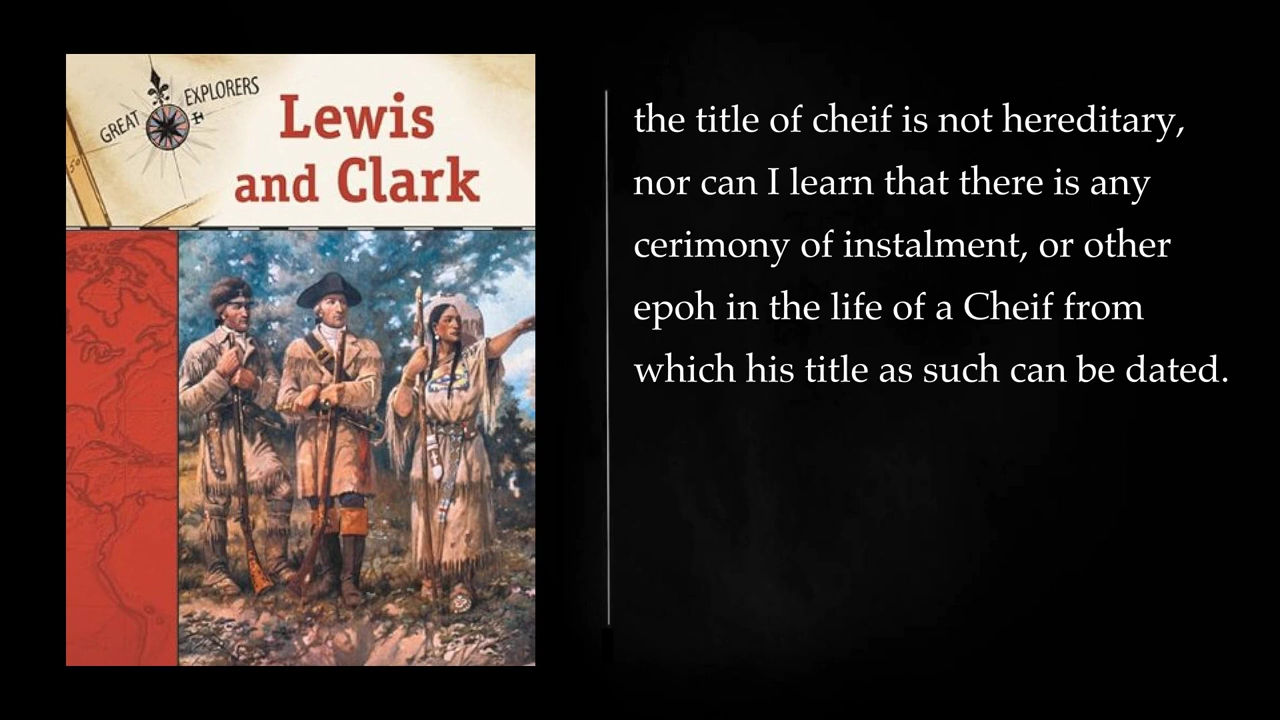 GREAT EXPLORERS
Lewis
and Clark
50
the title of cheif is not hereditary,
nor can I learn that there is any
cerimony of instalment, or other
epoh in the life of a Cheif from
which his title as such can be dated.